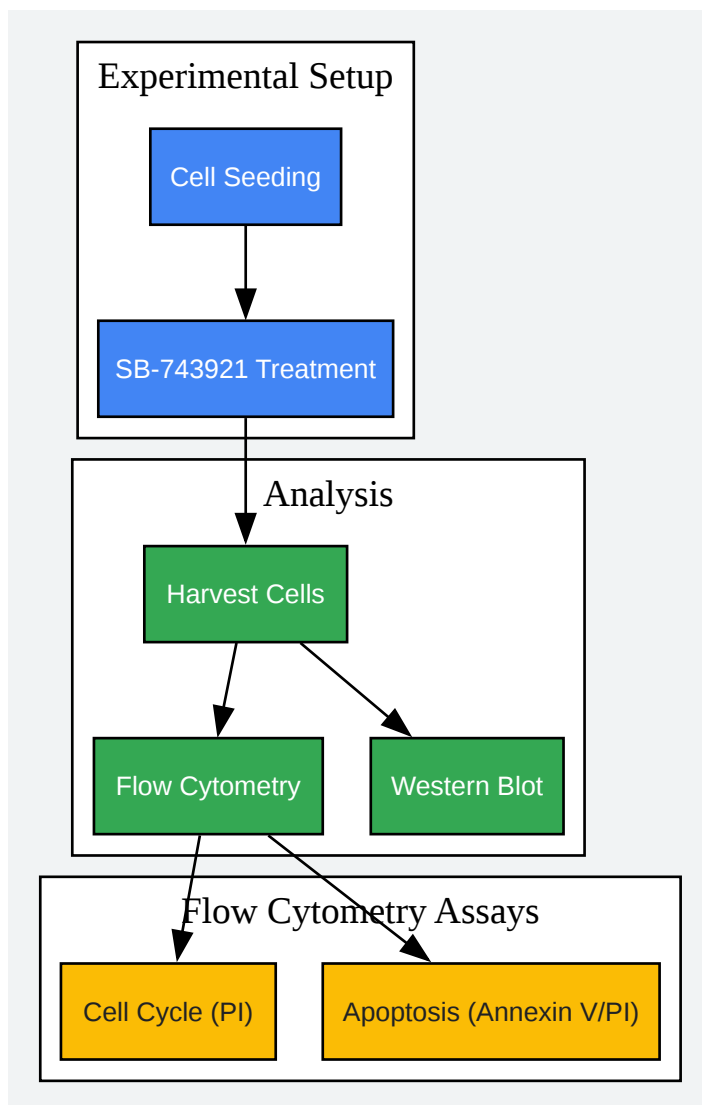 Experimental Setup
Cell Seeding
SB-743921 Treatment
Analysis
Harvest Cells
Flow Cytometry
Western Blot
Flow Cytometry Assays
Cell Cycle (PI)
Apoptosis (Annexin V/PI)